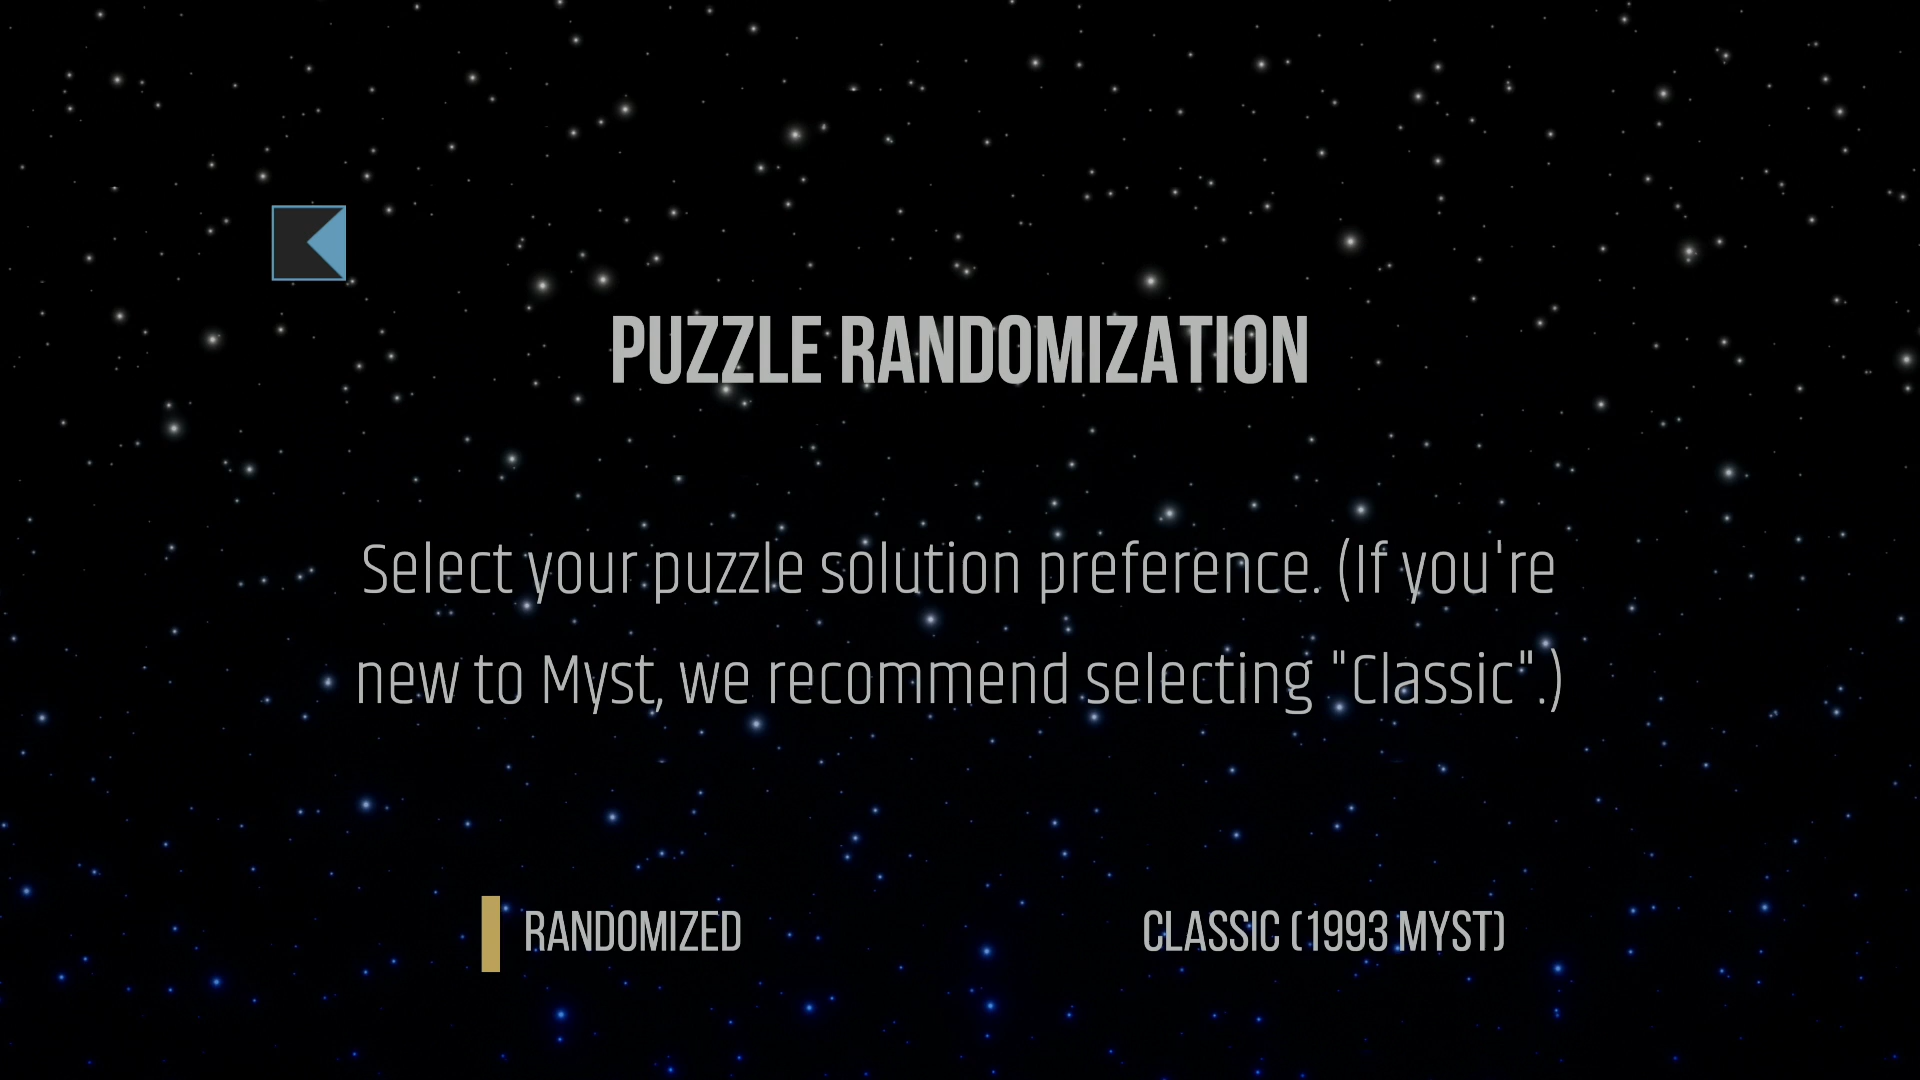 PUZZLE RANDOMIZATION
Select your puzzle solution preference. (If you're
new to Myst, we recommend selecting "Classic".)
RANDOMIZED
CLASSIC (1993 MYST)